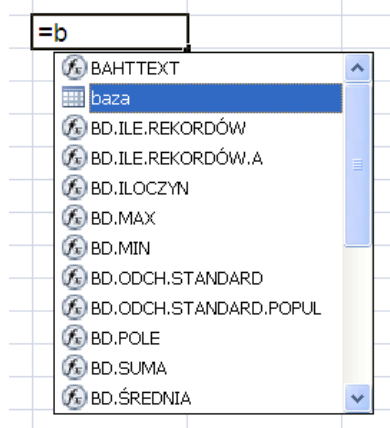 =b
BAHTTEXT
baza
BD.ILE.REKORDÓW
BD.ILE.REKORDÓW.A
BD.ILOCZYN
BD.MAX
BD.MIN
BD.ODCH.STANDARD
BD.ODCH.STANDARD.POPUL
BD.POLE
BD.SUMA
BD.ŚREDNIA